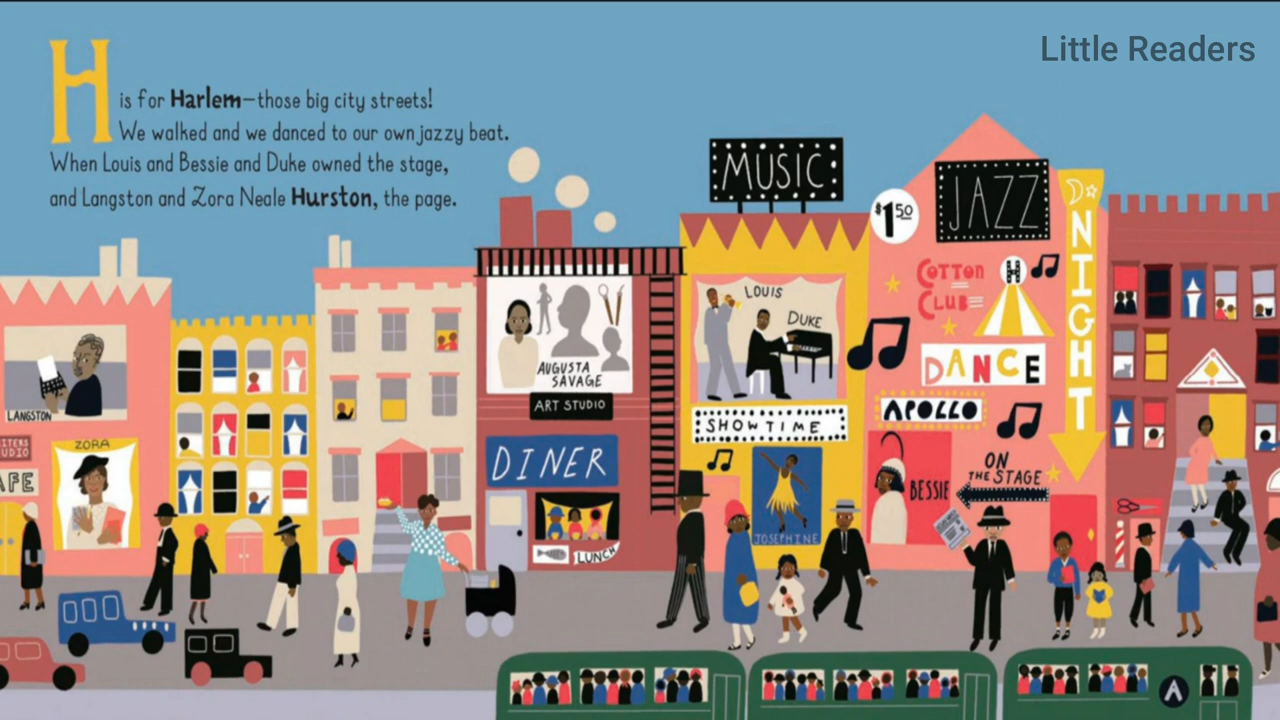 Little Readers
H is for Harlem—those big city streets!
We walked and we danced to our own jazzy beat.
When Louis and Bessie and Duke owned the stage,
and Langston and Zora Neale Hurston, the page.
LANGSTON
ZORA
AUGUSTA
SAVAGE
ART STUDIO
DINER
LUNCH
MUSIC
LOUIS
DUKE
SHOWTIME
JOSEPHINE
$1.50
JAZZ
NIGHT
COTTON
CLUB
H
DANCE
APOLLO
BESSIE
ON
THE STAGE
A